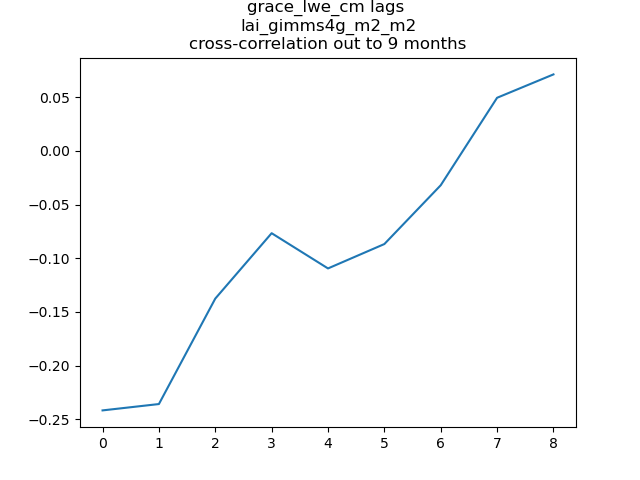 grace_lwe_cm lags
lai_gimms4g_m2_m2
cross-correlation out to 9 months
0.05
0.00
−0.05
−0.10
−0.15
−0.20
−0.25
0 1 2 3 4 5 6 7 8